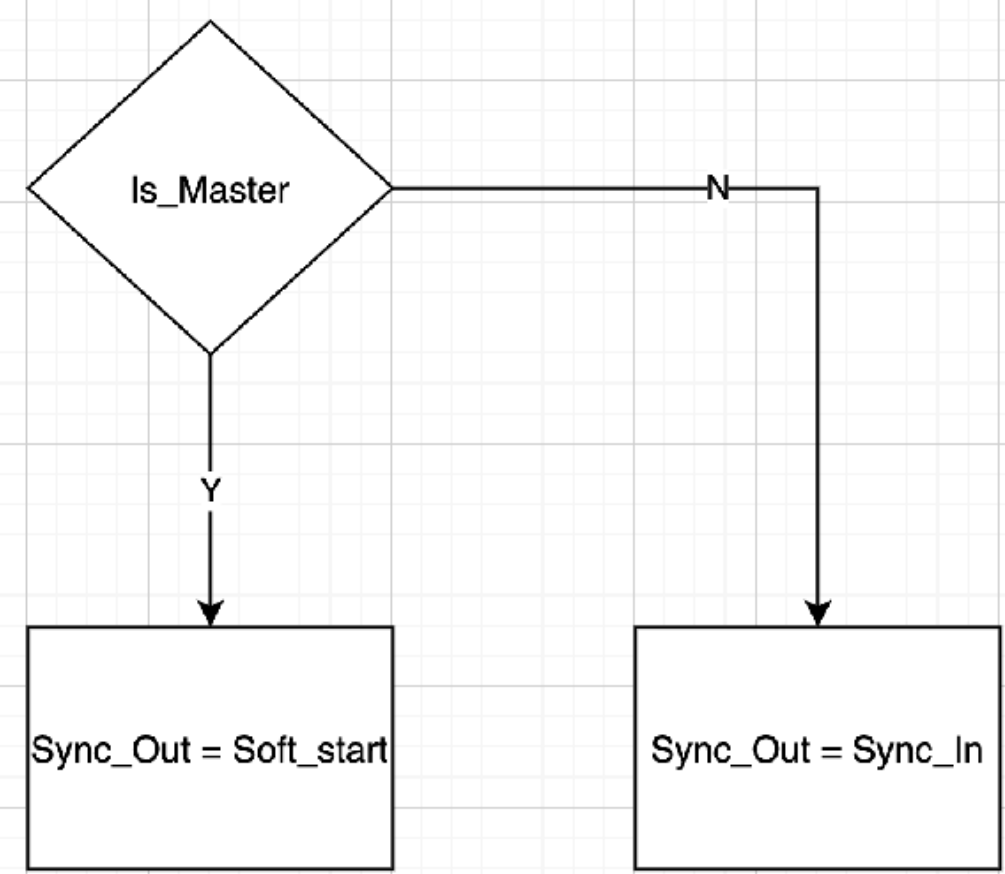 Is_Master
N
Y
Sync_Out = Soft_start
Sync_Out = Sync_In